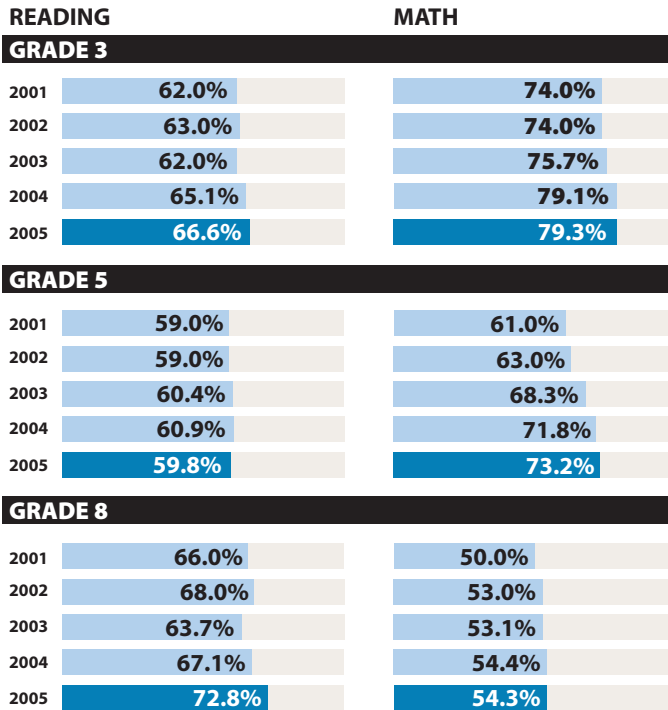 READING MATH
GRADE 3
2001 62.0% 74.0%
2002 63.0% 74.0%
2003 62.0% 75.7%
2004 65.1% 79.1%
2005 66.6% 79.3%
GRADE 5
2001 59.0% 61.0%
2002 59.0% 63.0%
2003 60.4% 68.3%
2004 60.9% 71.8%
2005 59.8% 73.2%
GRADE 8
2001 66.0% 50.0%
2002 68.0% 53.0%
2003 63.7% 53.1%
2004 67.1% 54.4%
2005 72.8% 54.3%